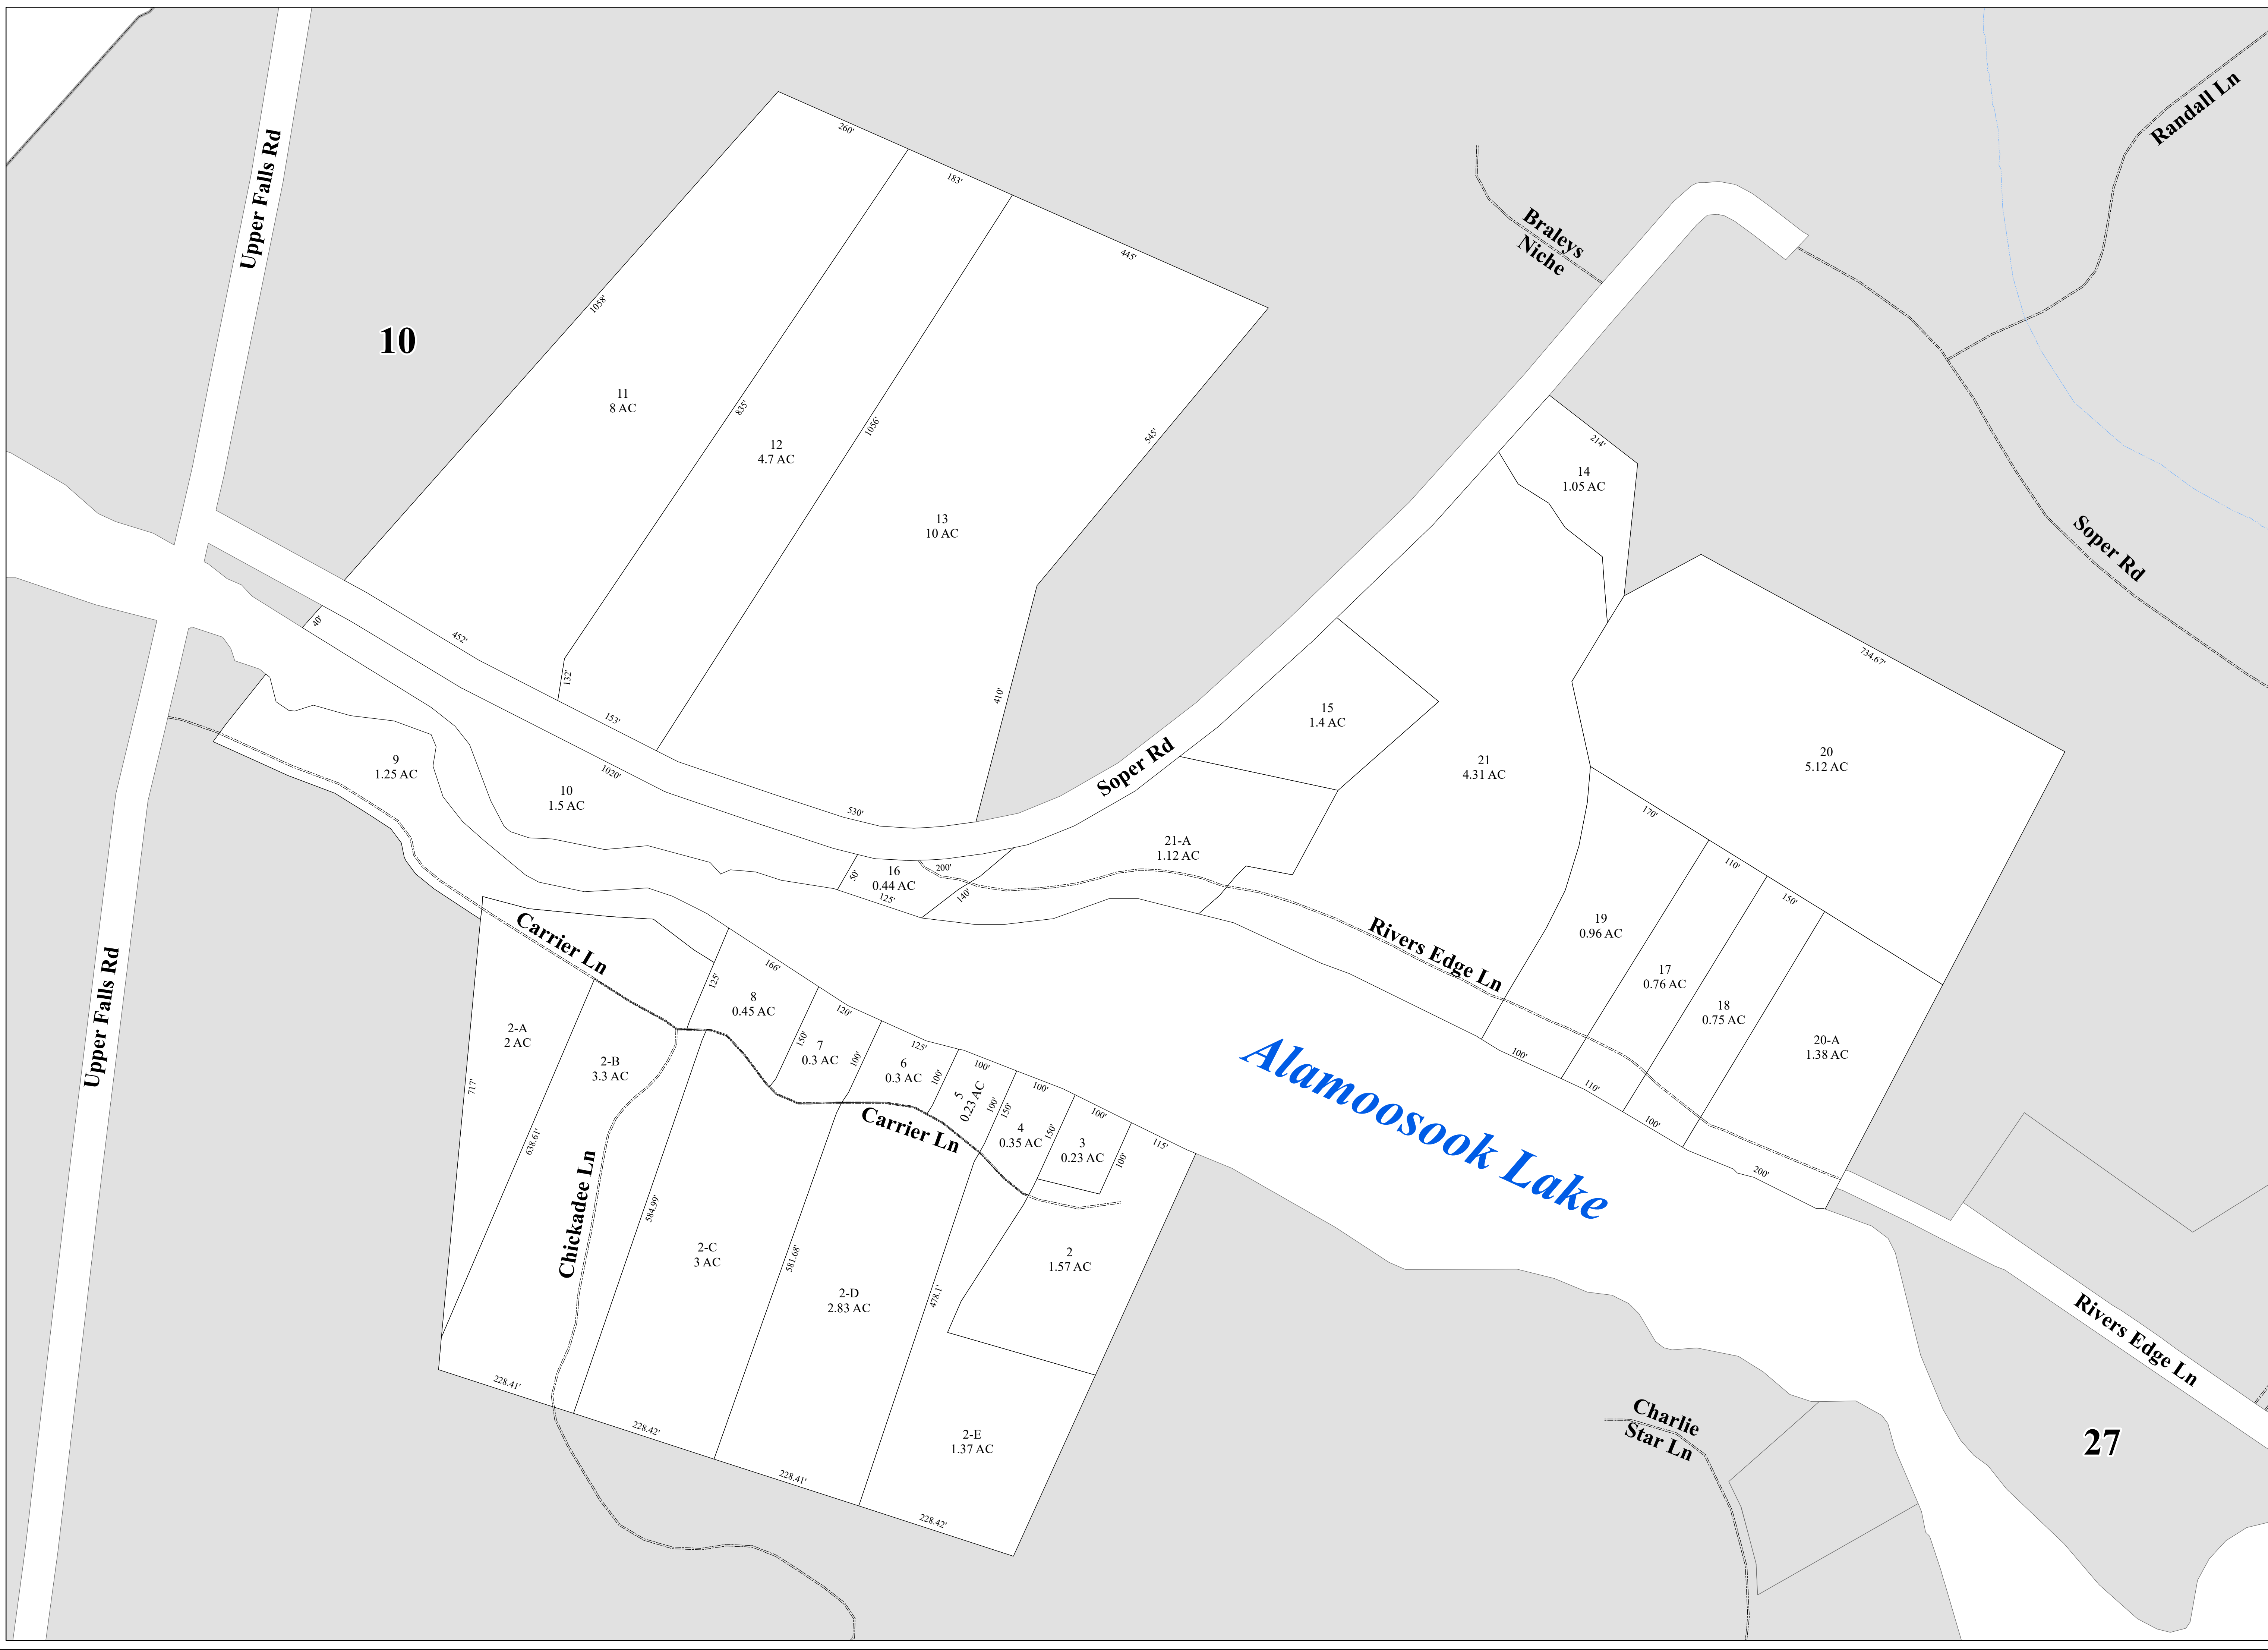 Upper Falls Rd
10
260'
183'
445'
1058'
11
8 AC
835'
12
4.7 AC
1056'
545'
13
10 AC
Braleys
Niche
Randall Ln
Soper Rd
214'
14
1.05 AC
40'
452'
132'
153'
410'
1020'
530'
Soper Rd
15
1.4 AC
21
4.31 AC
734.67'
20
5.12 AC
9
1.25 AC
10
1.5 AC
50'
16
0.44 AC
200'
125'
140'
21-A
1.12 AC
170'
110'
150'
19
0.96 AC
17
0.76 AC
18
0.75 AC
20-A
1.38 AC
Rivers Edge Ln
100'
110'
100'
200'
Upper Falls Rd
Carrier Ln
166'
125'
8
0.45 AC
120'
150'
7
0.3 AC
100'
125'
6
0.3 AC
100'
100'
5
0.23 AC
100'
150'
100'
4
0.35 AC
150'
100'
3
0.23 AC
100'
115'
Carrier Ln
2-A
2 AC
2-B
3.3 AC
717'
638.61'
Chickadee Ln
584.99'
2-C
3 AC
581.68'
2-D
2.83 AC
478.1'
2
1.57 AC
2-E
1.37 AC
228.41'
228.42'
228.41'
228.42'
Alamoosook Lake
Rivers Edge Ln
Charlie
Star Ln
27